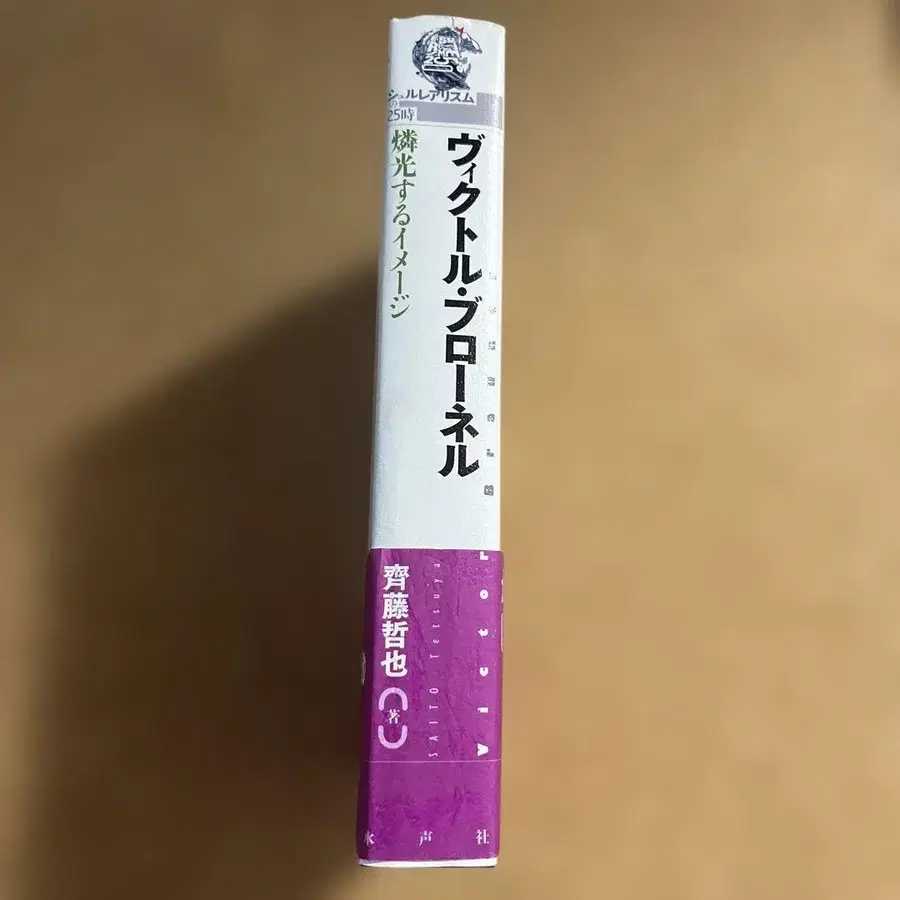 シュルレアリスム
の
25時
ヴィクトル・ブローネル
燐光するイメージ
Victor
齊藤哲也
著
SAITO Tetsuya
水声社